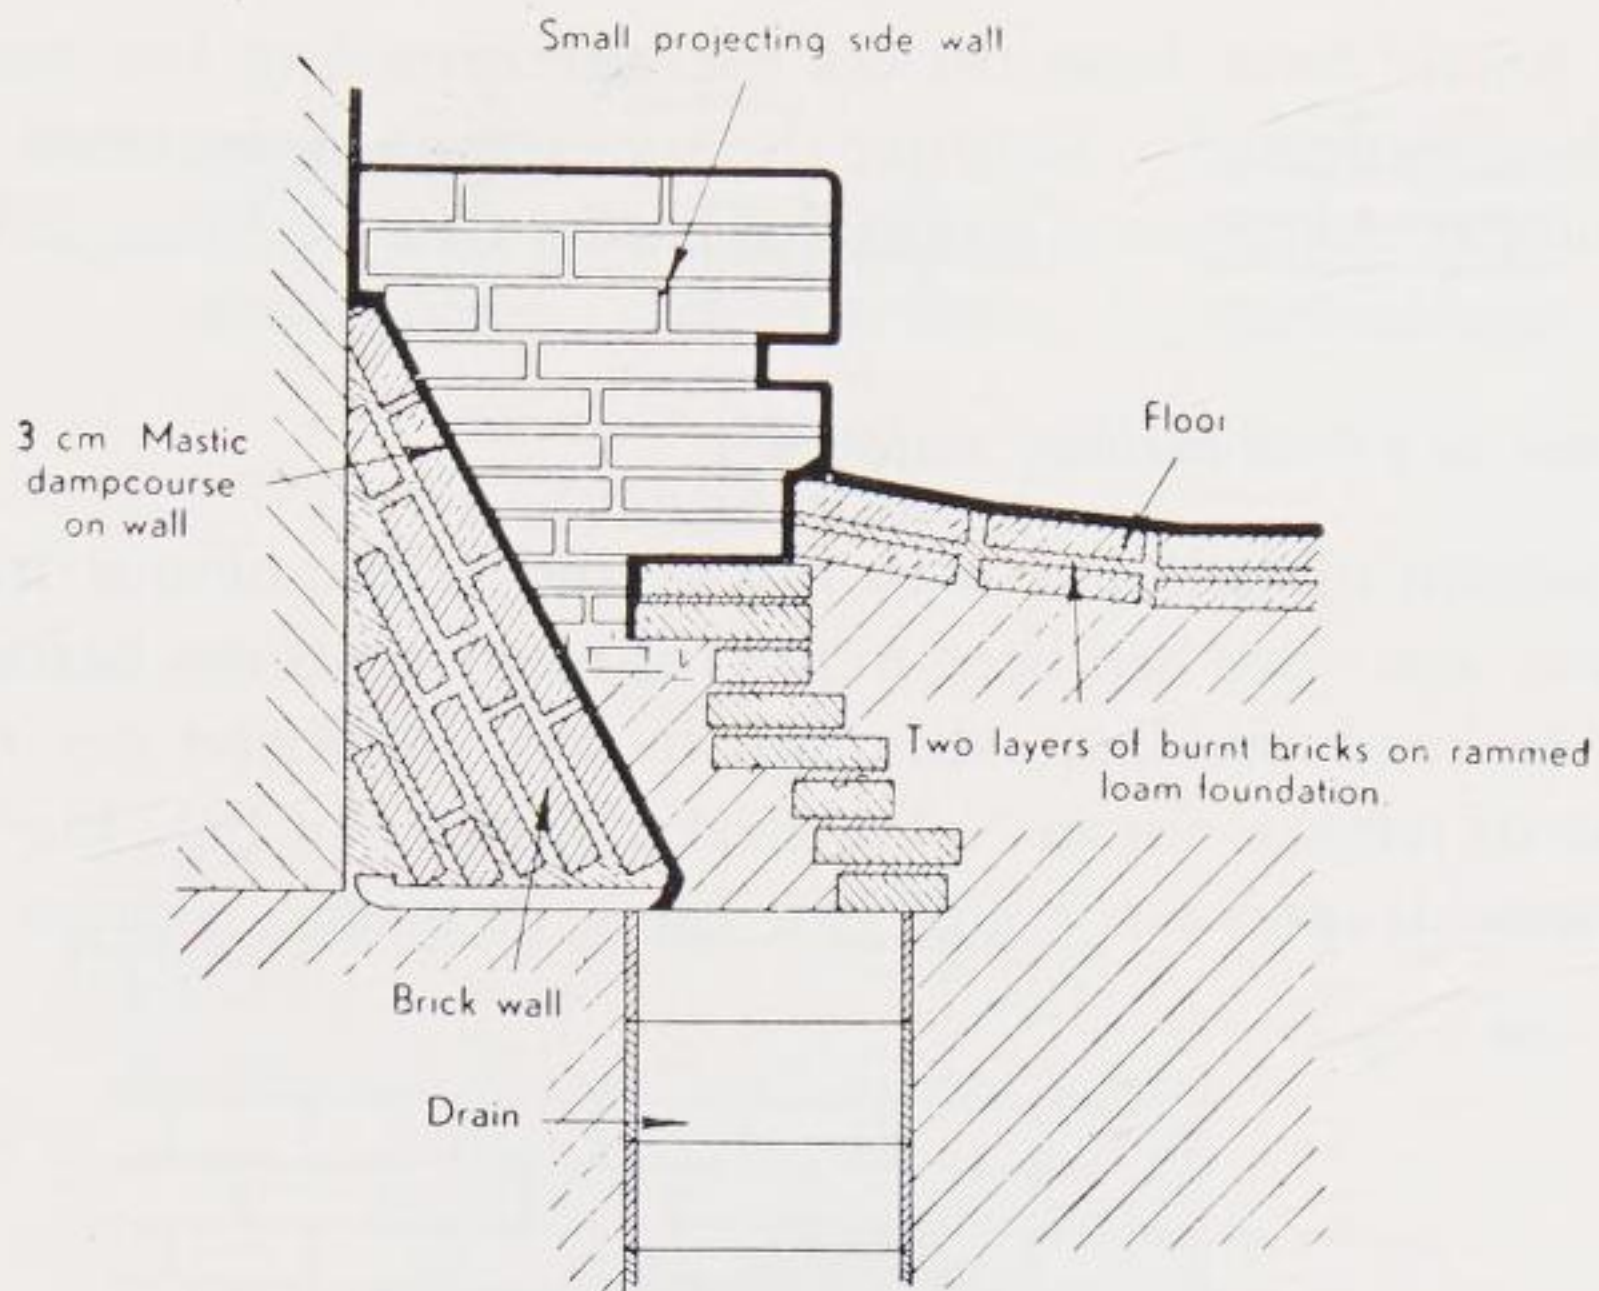 Small projecting side wall
3 cm Mastic
dampcourse
on wall
Floor
Two layers of burnt bricks on rammed
loam foundation.
Brick wall
Drain